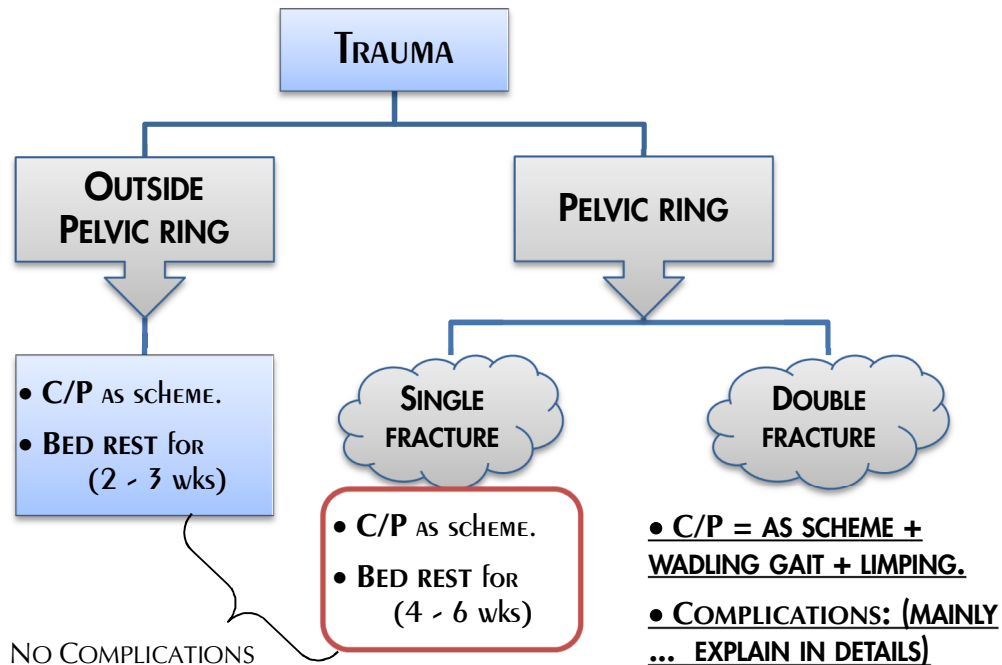 TRAUMA
OUTSIDE
PELVIC RING
PELVIC RING
• C/P AS SCHEME.
• BED REST for
(2 - 3 wks)
SINGLE
FRACTURE
• C/P AS SCHEME.
• BED REST for
(4 - 6 wks)
DOUBLE
FRACTURE
• C/P = AS SCHEME +
WADLING GAIT + LIMPING.
• COMPLICATIONS: (MAINLY
... EXPLAIN IN DETAILS)
NO COMPLICATIONS